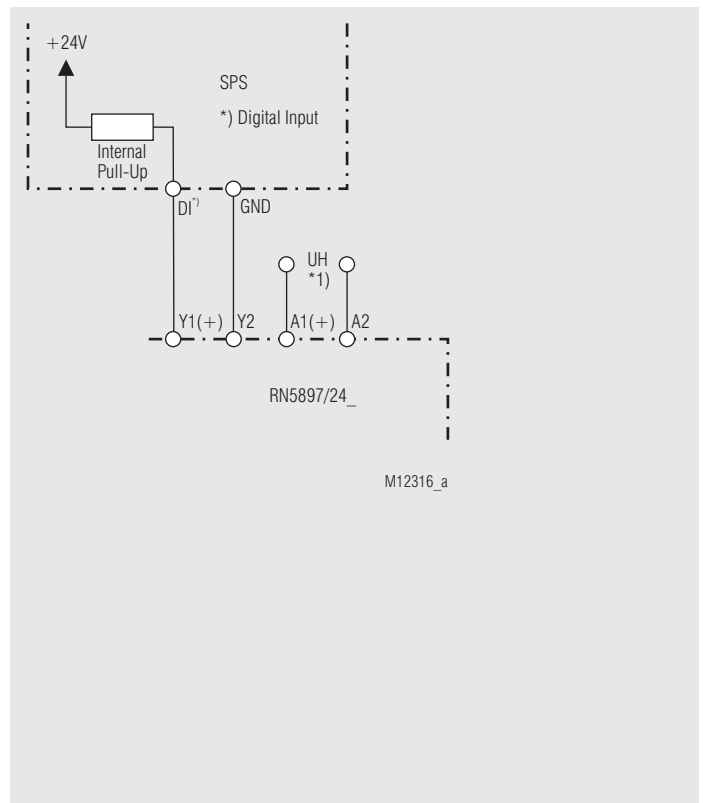 +24V
SPS
*) Digital Input
Internal
Pull-Up
DI*)
GND
UH
*1)
Y1(+)
Y2
A1(+)
A2
RN5897/24_
M12316_a